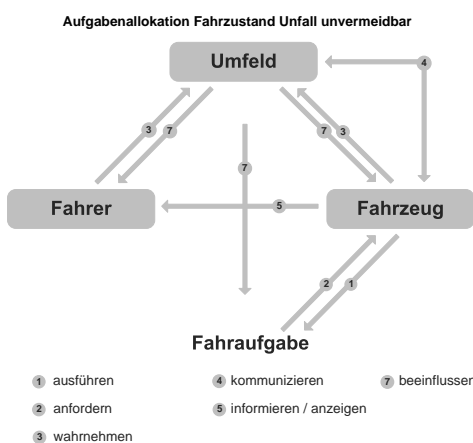 Aufgabenallokation Fahrzustand Unfall unvermeidbar
Umfeld
4
3
7
7
3
7
Fahrer
5
Fahrzeug
2
1
Fahraufgabe
1 ausführen
4 kommunizieren
7 beeinflussen
2 anfordern
5 informieren / anzeigen
3 wahrnehmen